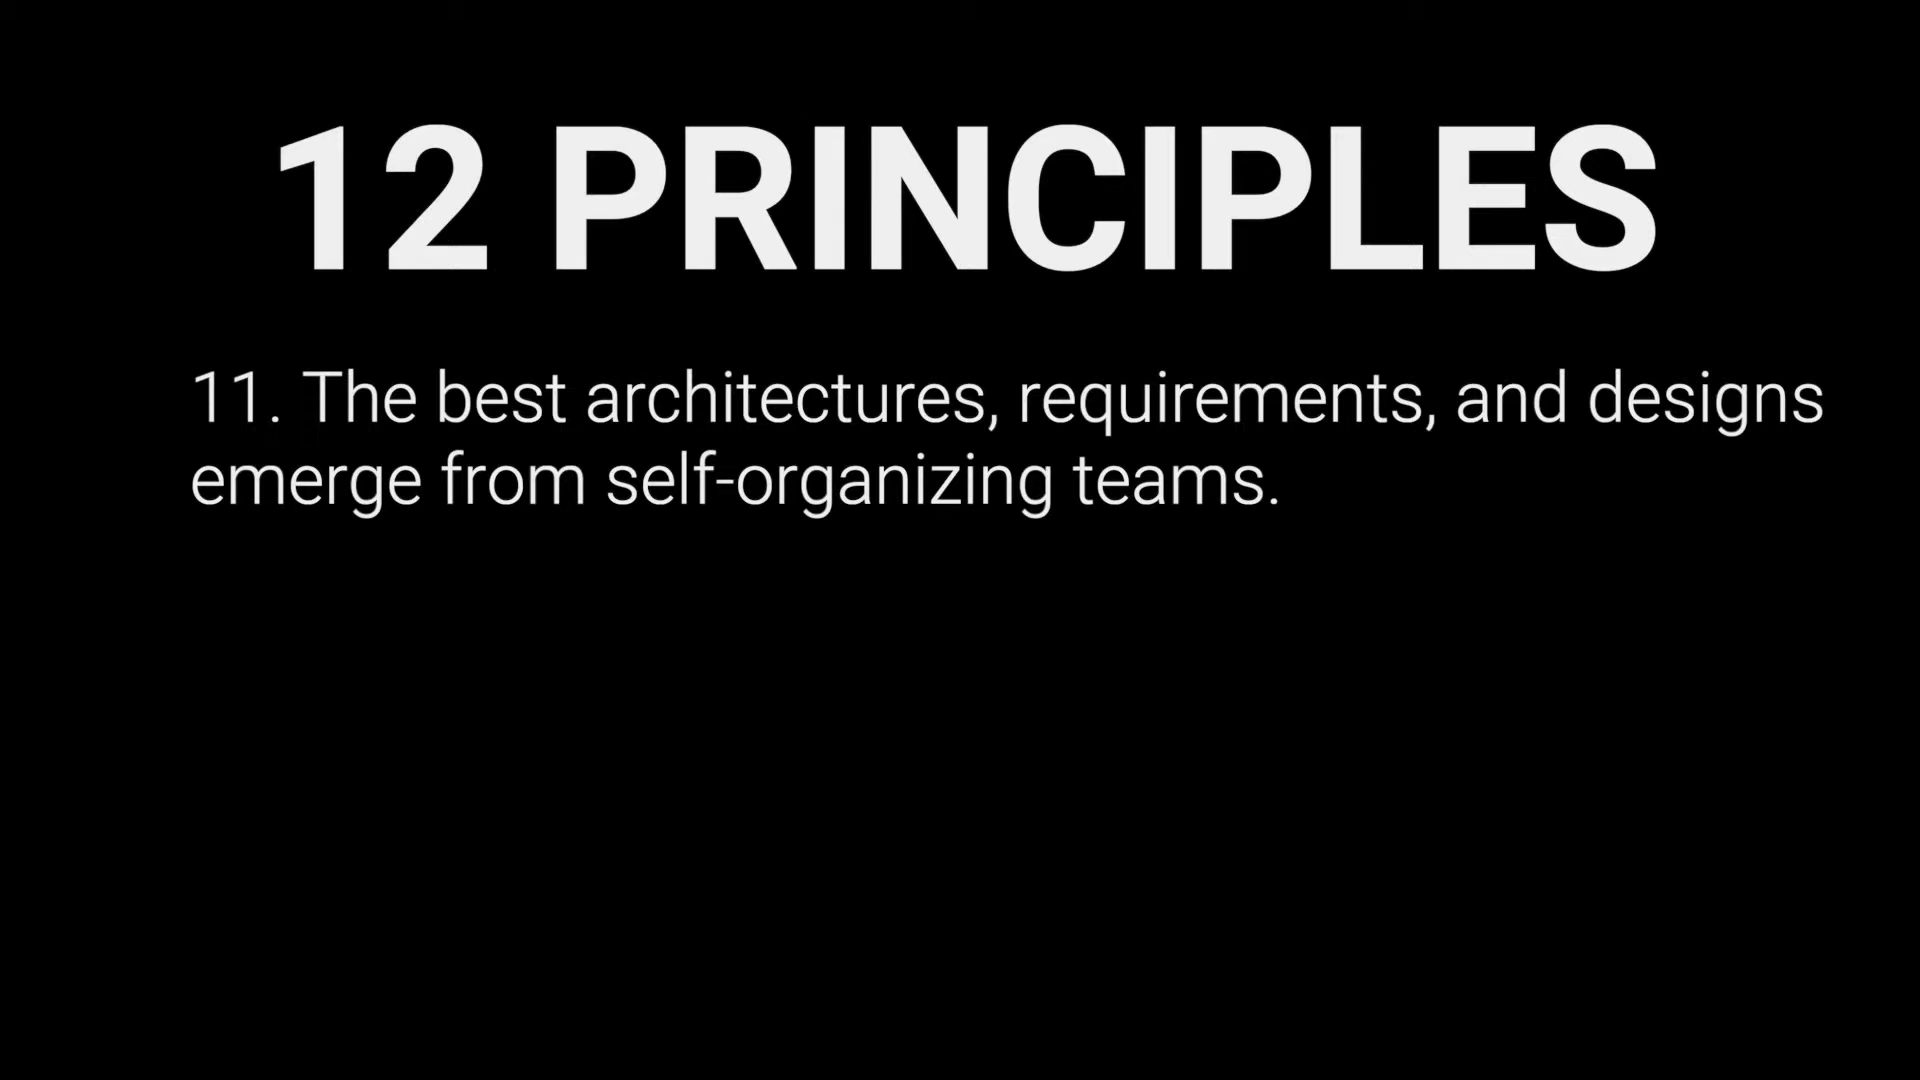 12 PRINCIPLES
11. The best architectures, requirements, and designs
emerge from self-organizing teams.